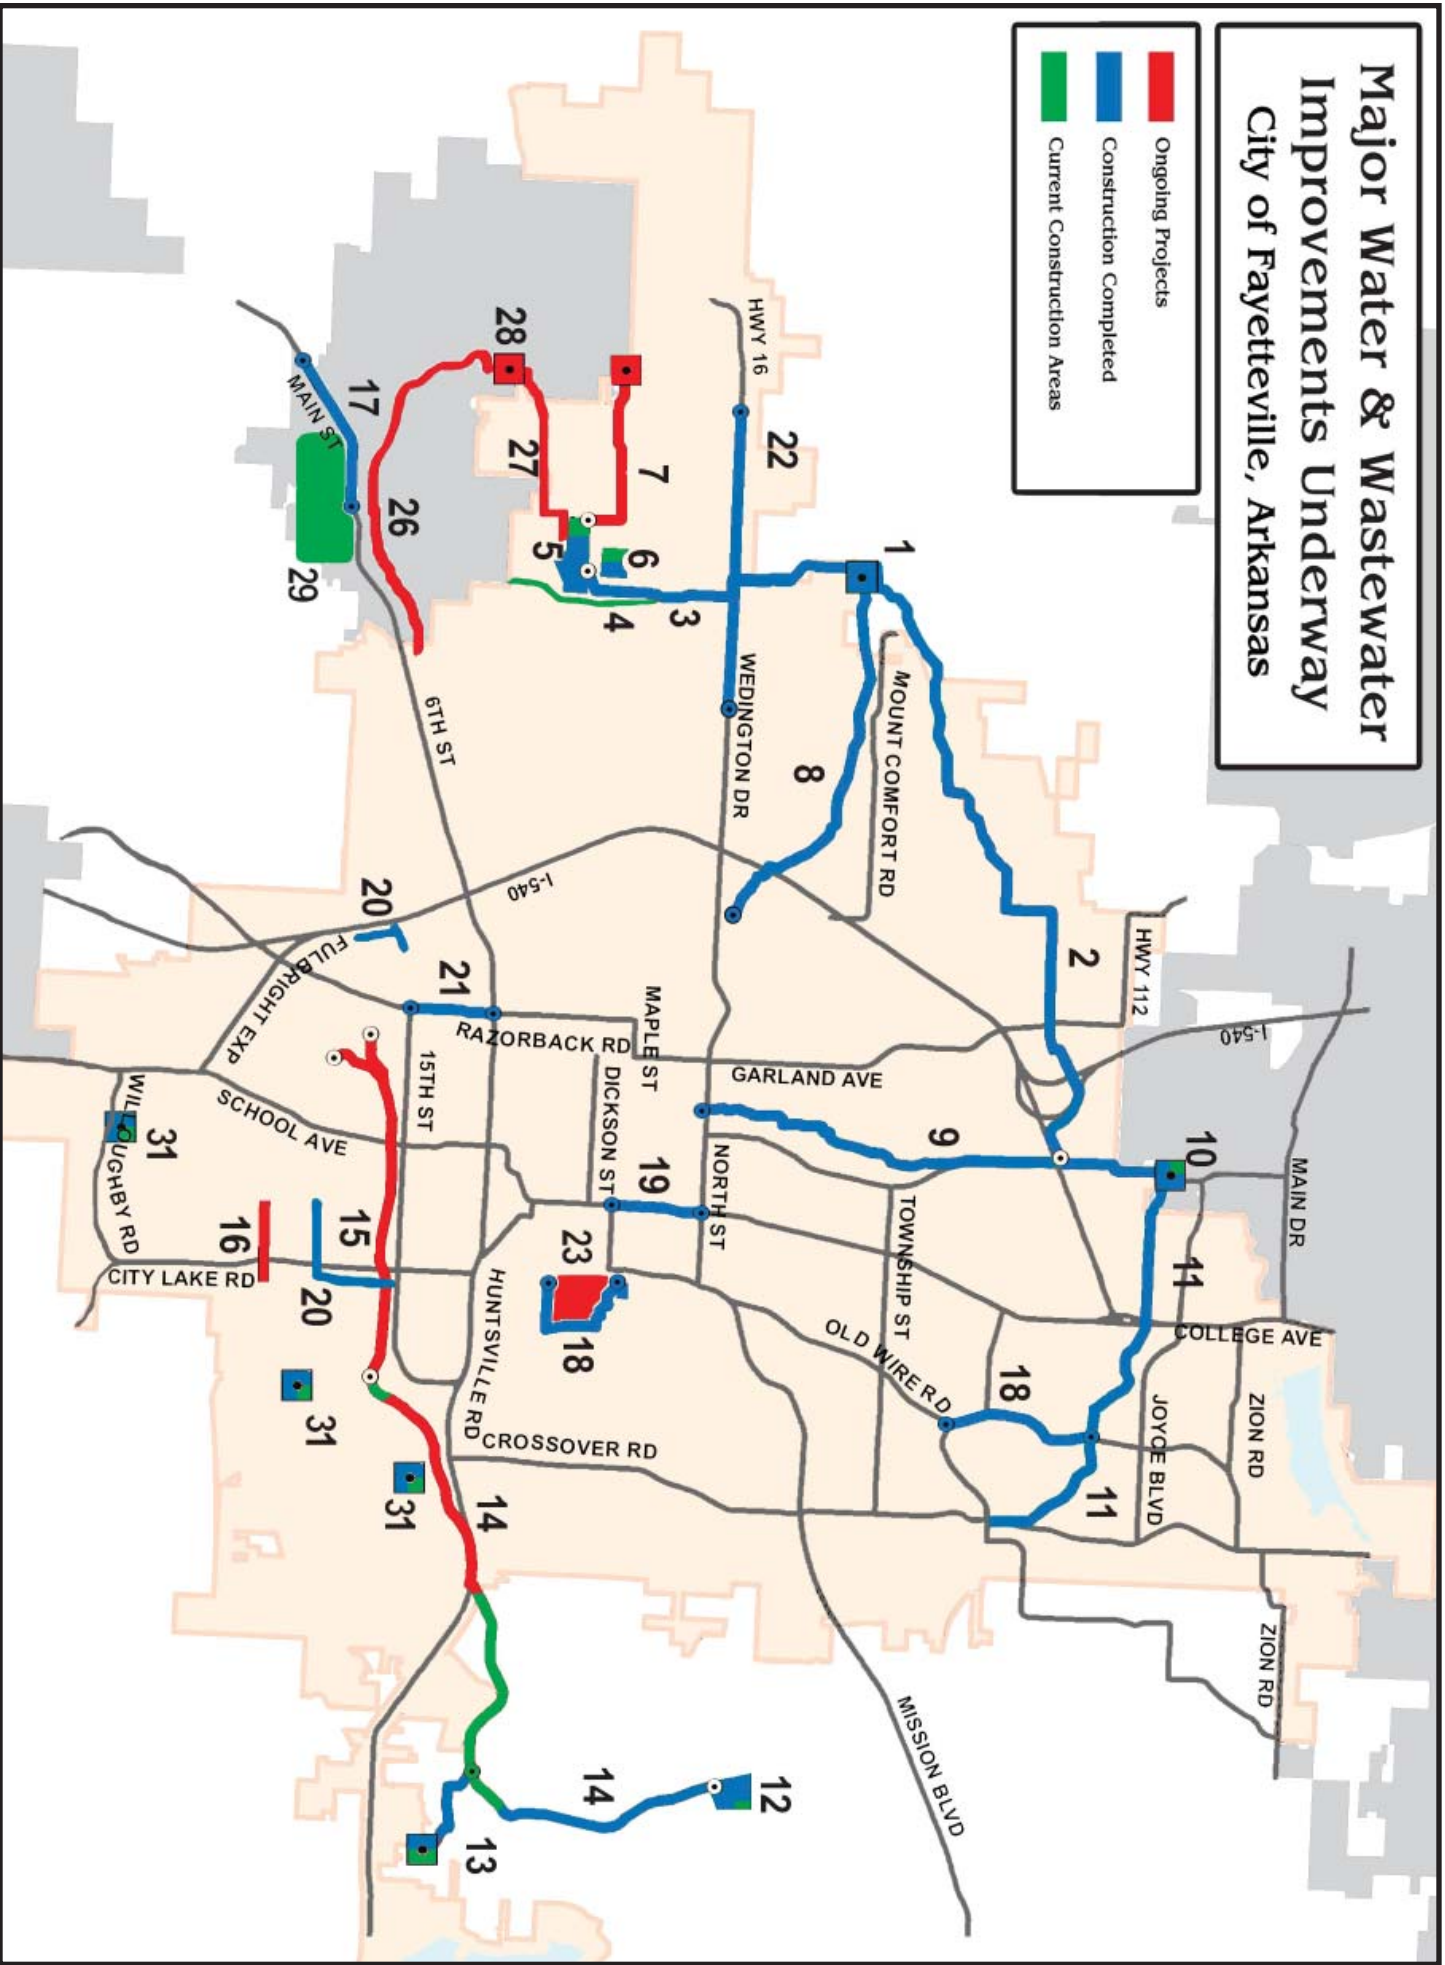 Major Water & Wastewater
Improvements Underway
City of Fayetteville, Arkansas
Ongoing Projects
Construction Completed
Current Construction Areas
HWY 16
22
1
28
7
27
6
5
4
3
17
MAIN ST
26
29
WEDINGTON DR
MOUNT COMFORT RD
8
6TH ST
I-540
2
HWY 112
I-540
20
FULBRIGHT EXP
21
RAZORBACK RD
MAPLE ST
GARLAND AVE
15TH ST
DICKSON ST
SCHOOL AVE
WILLOUGHBY RD
31
9
10
MAIN DR
19
NORTH ST
TOWNSHIP ST
11
16
15
20
CITY LAKE RD
23
18
HUNTSVILLE RD
OLD WIRE RD
COLLEGE AVE
18
JOYCE BLVD
ZION RD
31
31
CROSSOVER RD
11
14
ZION RD
MISSION BLVD
14
12
13